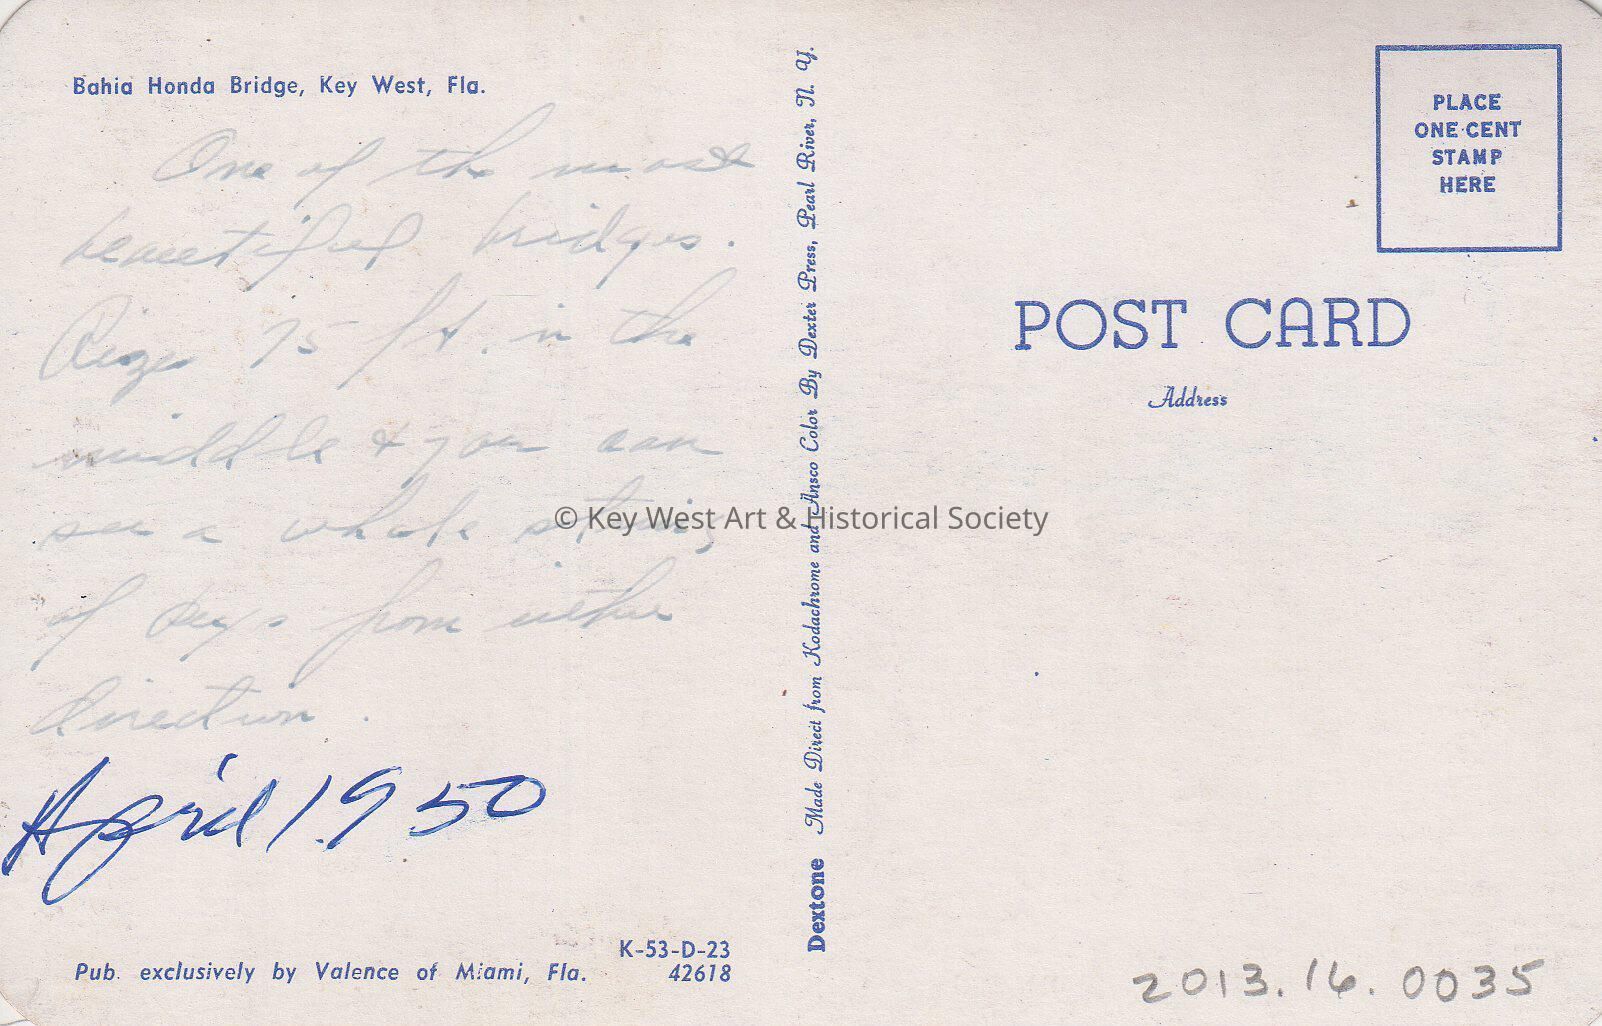 Bahia Honda Bridge, Key West, Fla.
One of the most
beautiful bridges.
Rizes 75 ft. in the
middle & you can
see a whole string
of keys from either
direction.
April 1950
K-53-D-23
Pub. exclusively by Valence of Miami, Fla. 42618
Dextone Made Direct from Kodachrome and Ansco Color By Dexter Press, Pearl River, N. Y.
© Key West Art & Historical Society
PLACE
ONE CENT
STAMP
HERE
POST CARD
Address
2013.16.0035